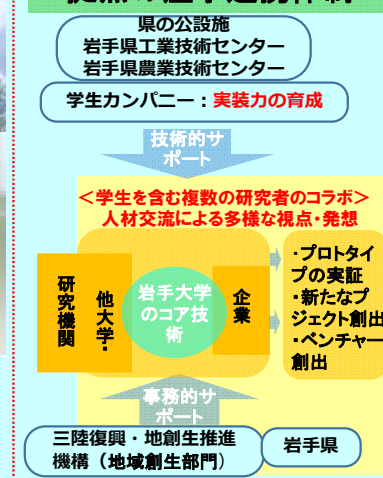 県の公設施
岩手県工業技術センター
岩手県農業技術センター
学生カンパニー：実装力の育成
技術的サ
ポート
＜学生を含む複数の研究者のコラボ＞
人材交流による多様な視点・発想
研究機関
他大学・
岩手大学
のコア技
術
企業
・プロトタイ
プの実証
・新たなプ
ジェクト創出
・ベンチャー
創出
事務的サ
ポート
三陸復興・地創生推進
機構（地域創生部門）
岩手県